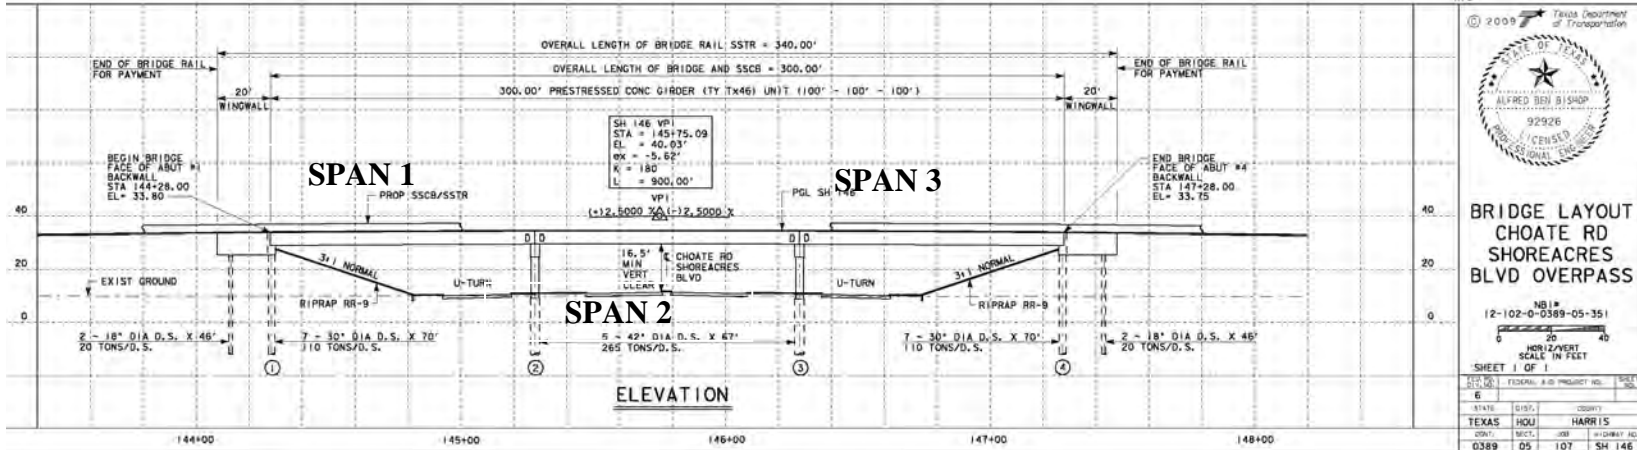 © 2009 Texas Department
of Transportation
OVERALL LENGTH OF BRIDGE RAIL SSTR = 340.00'
END OF BRIDGE RAIL
FOR PAYMENT
OVERALL LENGTH OF BRIDGE AND SSCB = 300.00'
END OF BRIDGE RAIL
FOR PAYMENT
20'
WINGWALL
300.00' PRESTRESSED CONC GIRDER (TY Tx46) UNIT (100' - 100' - 100')
20'
WINGWALL
STATE OF TEXAS
ALFRED BEN BISHOP
92926
LICENSED
PROFESSIONAL ENGINEER
SH 146 VPI
STA = 145+75.09
EL = 40.03'
ex = -5.62'
K = 180
L = 900.00'
BEGIN BRIDGE
FACE OF ABUT #1
BACKWALL
STA 144+28.00
EL= 33.80
SPAN 1
PROP SSCB/SSTR
VPI
(+)2.5000 % (-)2.5000 %
SPAN 3
PGL SH 146
END BRIDGE
FACE OF ABUT #4
BACKWALL
STA 147+28.00
EL= 33.75
BRIDGE LAYOUT
CHOATE RD
SHOREACRES
BLVD OVERPASS
40
40
20
20
0
0
D D
D D
3:1 NORMAL
EXIST GROUND
RIPRAP RR-9
U-TURN
16.5'
MIN
VERT
CLEAR
CHOATE RD
SHOREACRES
BLVD
U-TURN
3:1 NORMAL
RIPRAP RR-9
SPAN 2
2 ~ 18" DIA D.S. X 46'
20 TONS/D.S.
7 ~ 30" DIA D.S. X 70'
110 TONS/D.S.
5 ~ 42" DIA D.S. X 67'
265 TONS/D.S.
7 ~ 30" DIA D.S. X 70'
110 TONS/D.S.
2 ~ 18" DIA D.S. X 46'
20 TONS/D.S.
1
2
3
4
ELEVATION
144+00
145+00
146+00
147+00
148+00
NBI#
12-102-0-0389-05-351
0 20 40
HORIZ/VERT
SCALE IN FEET
SHEET 1 OF 1
FEDERAL AID PROJECT NO.
6
STATE DIST. COUNTY
TEXAS HOU HARRIS
CONT. SECT. JOB HIGHWAY NO.
0389 05 107 SH 146